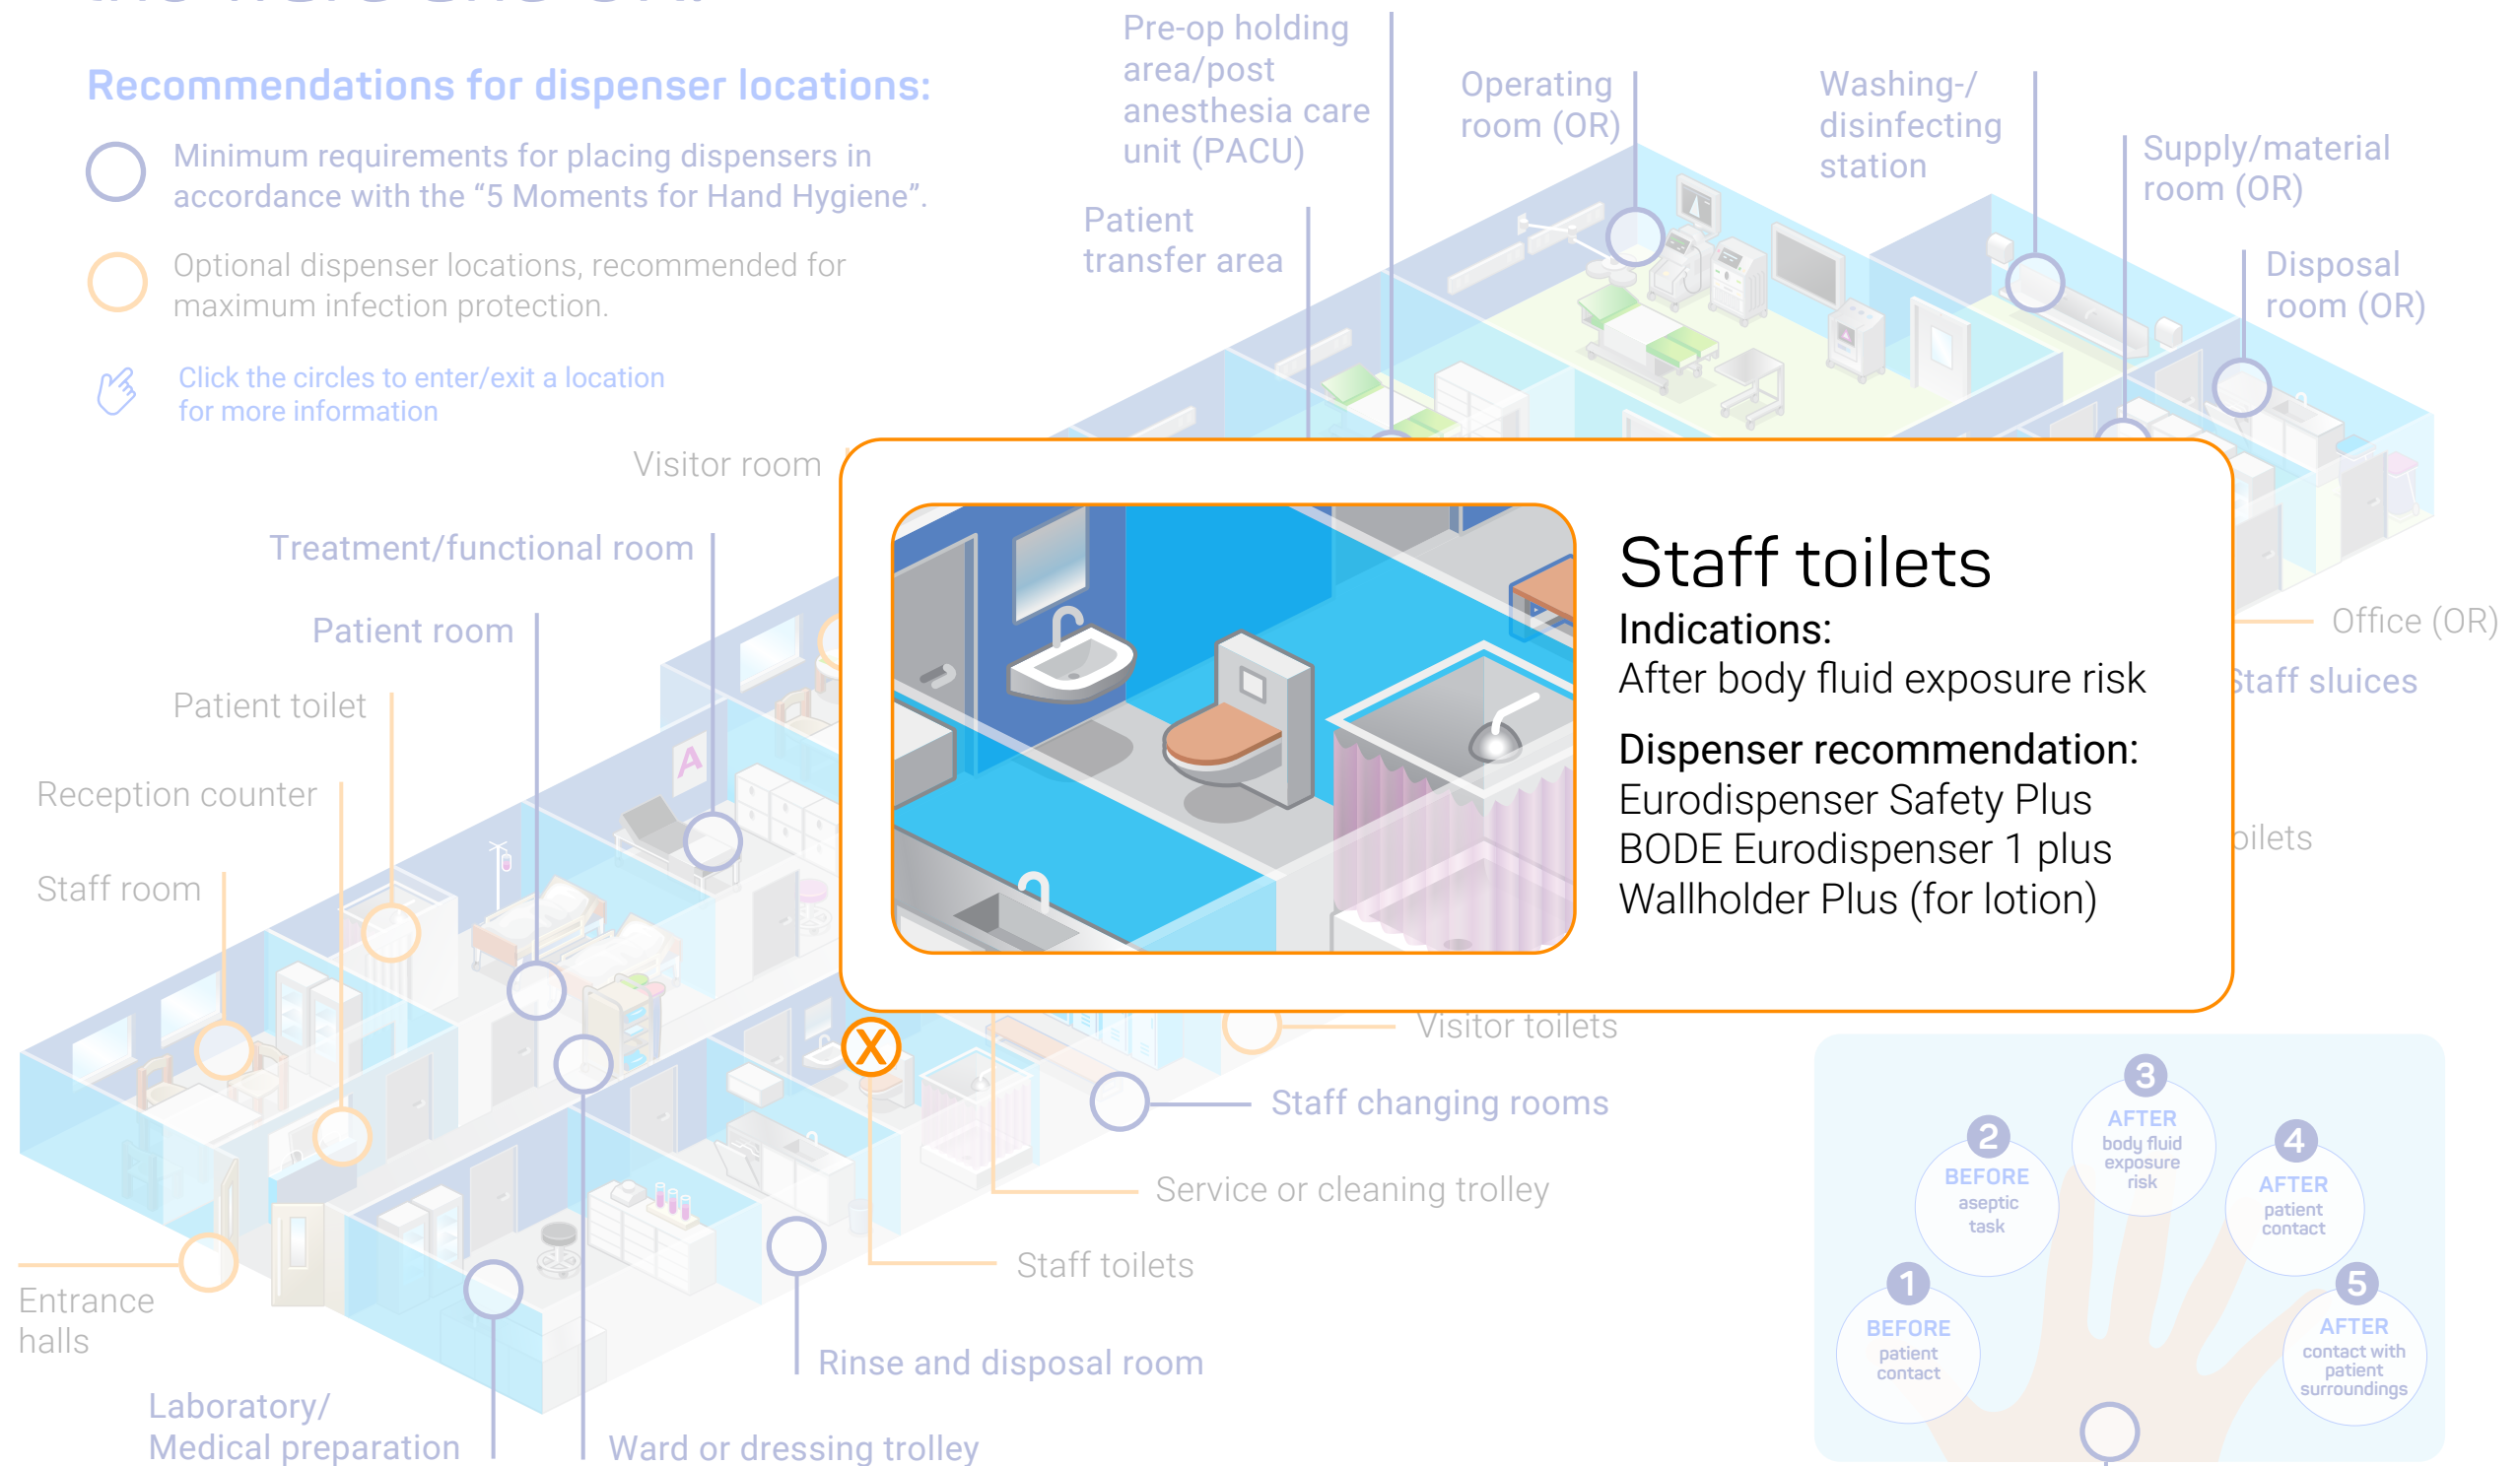 Recommendations for dispenser locations:
Minimum requirements for placing dispensers in
accordance with the “5 Moments for Hand Hygiene”.
Optional dispenser locations, recommended for
maximum infection protection.
Click the circles to enter/exit a location
for more information
Pre-op holding
area/post
anesthesia care
unit (PACU)
Operating
room (OR)
Washing-/
disinfecting
station
Supply/material
room (OR)
Patient
transfer area
Disposal
room (OR)
Visitor room
Treatment/functional room
Patient room
Patient toilet
Reception counter
Staff room
A
Staff toilets
Indications:
After body fluid exposure risk
Dispenser recommendation:
Eurodispenser Safety Plus
BODE Eurodispenser 1 plus
Wallholder Plus (for lotion)
Office (OR)
Staff sluices
X
Visitor toilets
Staff changing rooms
Service or cleaning trolley
Staff toilets
Entrance
halls
Rinse and disposal room
Laboratory/
Medical preparation
Ward or dressing trolley
1
BEFORE
patient
contact
2
BEFORE
aseptic
task
3
AFTER
body fluid
exposure
risk
4
AFTER
patient
contact
5
AFTER
contact with
patient
surroundings